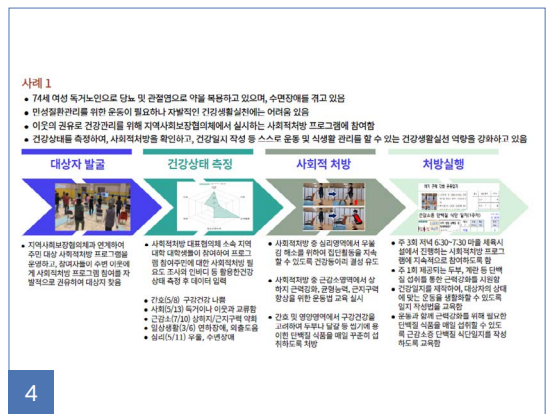 사례 1
• 74세 여성 독거노인으로 당뇨 및 관절염으로 약을 복용하고 있으며, 수면장애를 겪고 있음
• 만성질환관리를 위한 운동이 필요하나 자발적인 건강생활실천에는 어려움 있음
• 이웃의 권유로 건강관리를 위해 지역사회보장협의체에서 실시하는 사회적처방 프로그램에 참여함
• 건강상태를 측정하여, 사회적처방을 확인하고, 건강일지 작성 등 스스로 운동 및 식생활 관리를 할 수 있는 건강생활실천 역량을 강화하고 있음
대상자 발굴
• 지역사회보장협의체와 연계하여
주민 대상 사회적처방 프로그램을
운영하고, 참여자들이 주변 이웃에
게 사회적처방 프로그램 참여를 자
발적으로 권유하여 대상자 찾음
건강상태 측정
• 사회적처방 대표협의체 소속 지역
대학 대학생들이 참여하여 프로그
램 참여주민에 대한 사회적처방 필
요도 조사와 인바디 등 활용한건강
상태 측정 후 데이터 입력
• 간호(5/8) 구강건강 나쁨
• 사회(5/13) 득기이나 이웃과 교류함
• 근감소(7/10) 상하지/근지구력 약화
• 일상생활(3/6) 연하장애, 외출도움
• 심리(5/11) 우울, 수면장애
사회적 처방
• 사회적처방 중 심리영역에서 우울
감 해소를 위하여 집단활동을 지속
할 수 있도록 건강동아리 결성 유도
• 사회적처방 중 근감소영역에서 상
하지 근력강화, 균형능력, 근지구력
향상을 위한 운동법 교육 실시
• 간호 및 영양영역에서 구강건강을
고려하여 두부나 달걀 등 씹기에 용
이한 단백질 식품을 매일 꾸준히 섭
취하도록 처방
처방실행
건강소존 단백질 식단 일지(1주차)
• 주 3회 저녁 6:30~7:30 마을 체육시
설에서 진행하는 사회적처방 프로그
램에 지속적으로 참여하도록 함
• 주 1회 제공되는 두부, 계란 등 단백
질 섭취를 통한 근력강화를 지원함
• 건강일지를 제작하여, 대상자의 상태
에 맞는 운동을 생활화할 수 있도록
일지 작성법을 교육함
• 운동과 함께 근력강화를 위해 필요한
단백질 식품을 매일 섭취할 수 있도
록 근감소증 단백질 식단일지를 작성
하도록 교육함
4